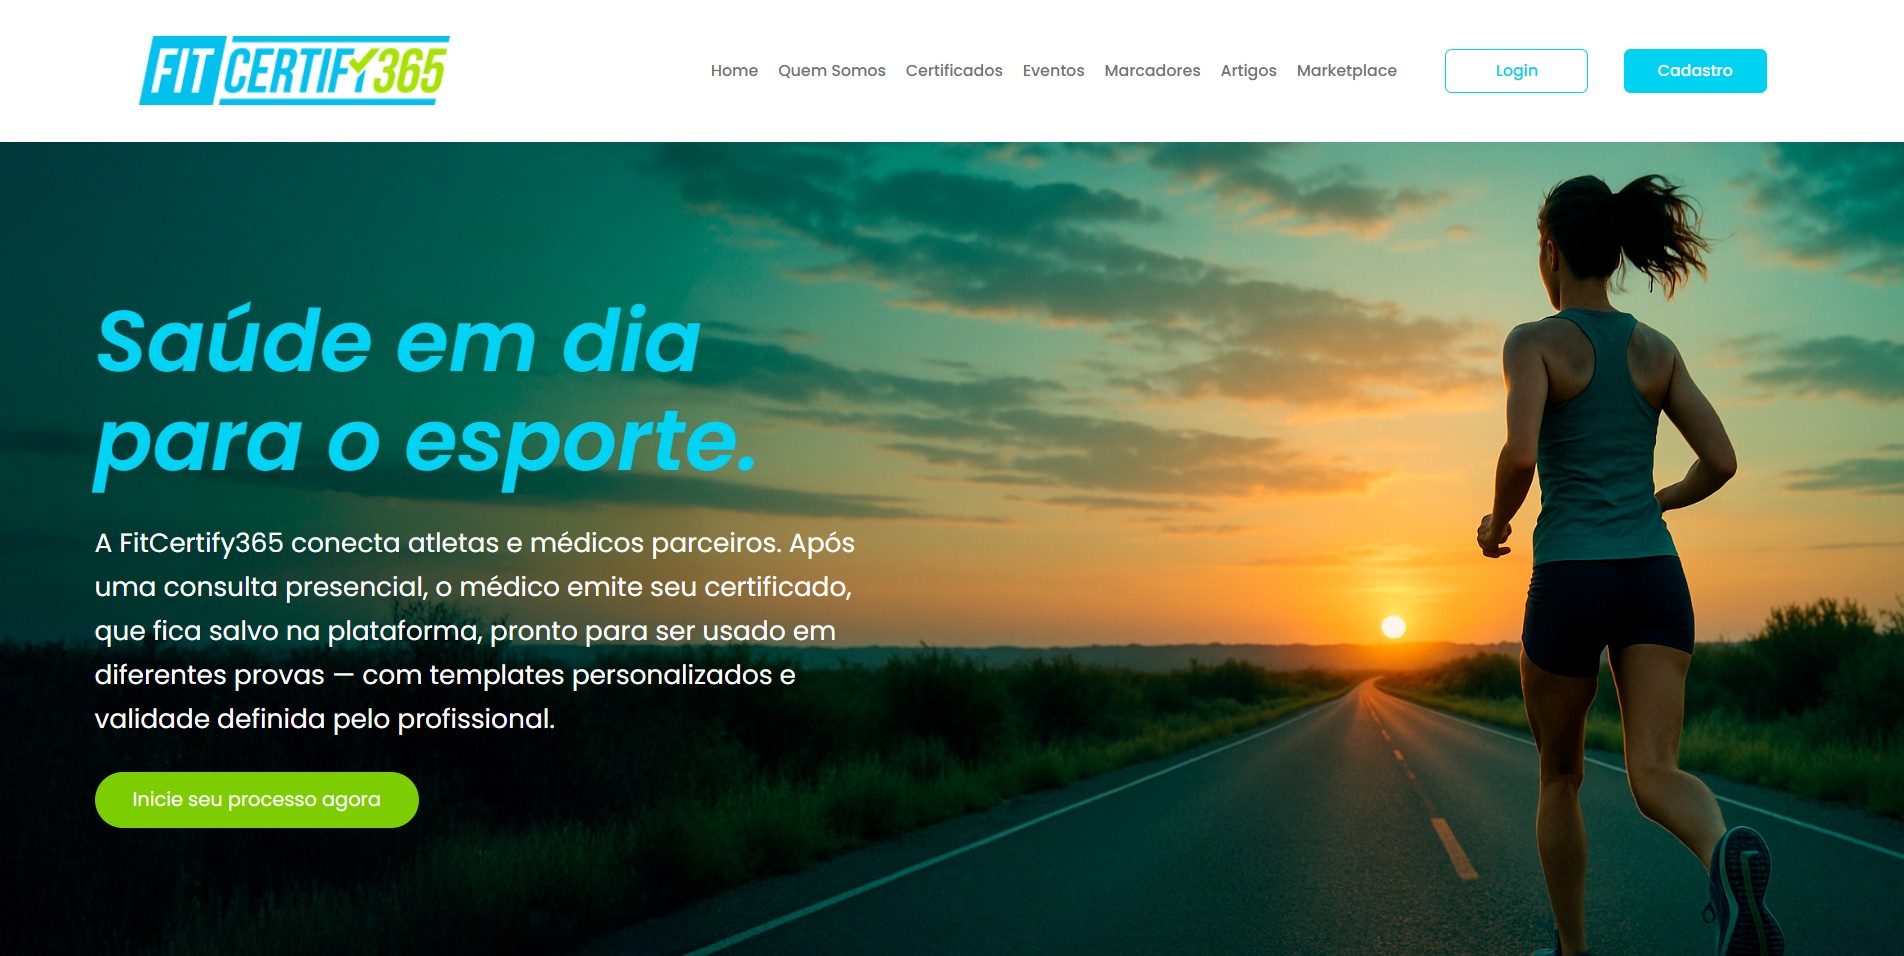 FIT CERTIFY365
Home Quem Somos Certificados Eventos Marcadores Artigos Marketplace Login Cadastro
Saúde em dia
para o esporte.
A FitCertify365 conecta atletas e médicos parceiros. Após
uma consulta presencial, o médico emite seu certificado,
que fica salvo na plataforma, pronto para ser usado em
diferentes provas — com templates personalizados e
validade definida pelo profissional.
Inicie seu processo agora